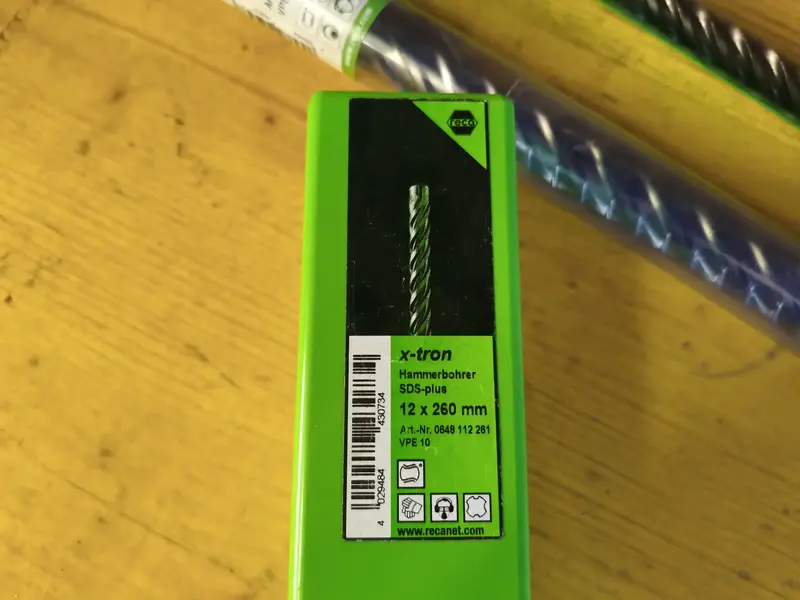 reca
x-tron
Hammerbohrer
SDS-plus
12 x 260 mm
Art.-Nr. 0648 112 261
VPE 10
4 029484 430734
www.recanet.com